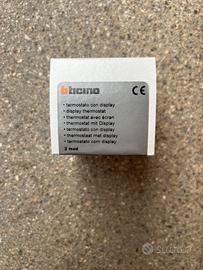 bticino
CE
• termostato con display
• display thermostat
• thermostat avec écran
• thermostat mit Display
• termostato con display
• thermostaat met display
• termostato com display
2 mod
subito